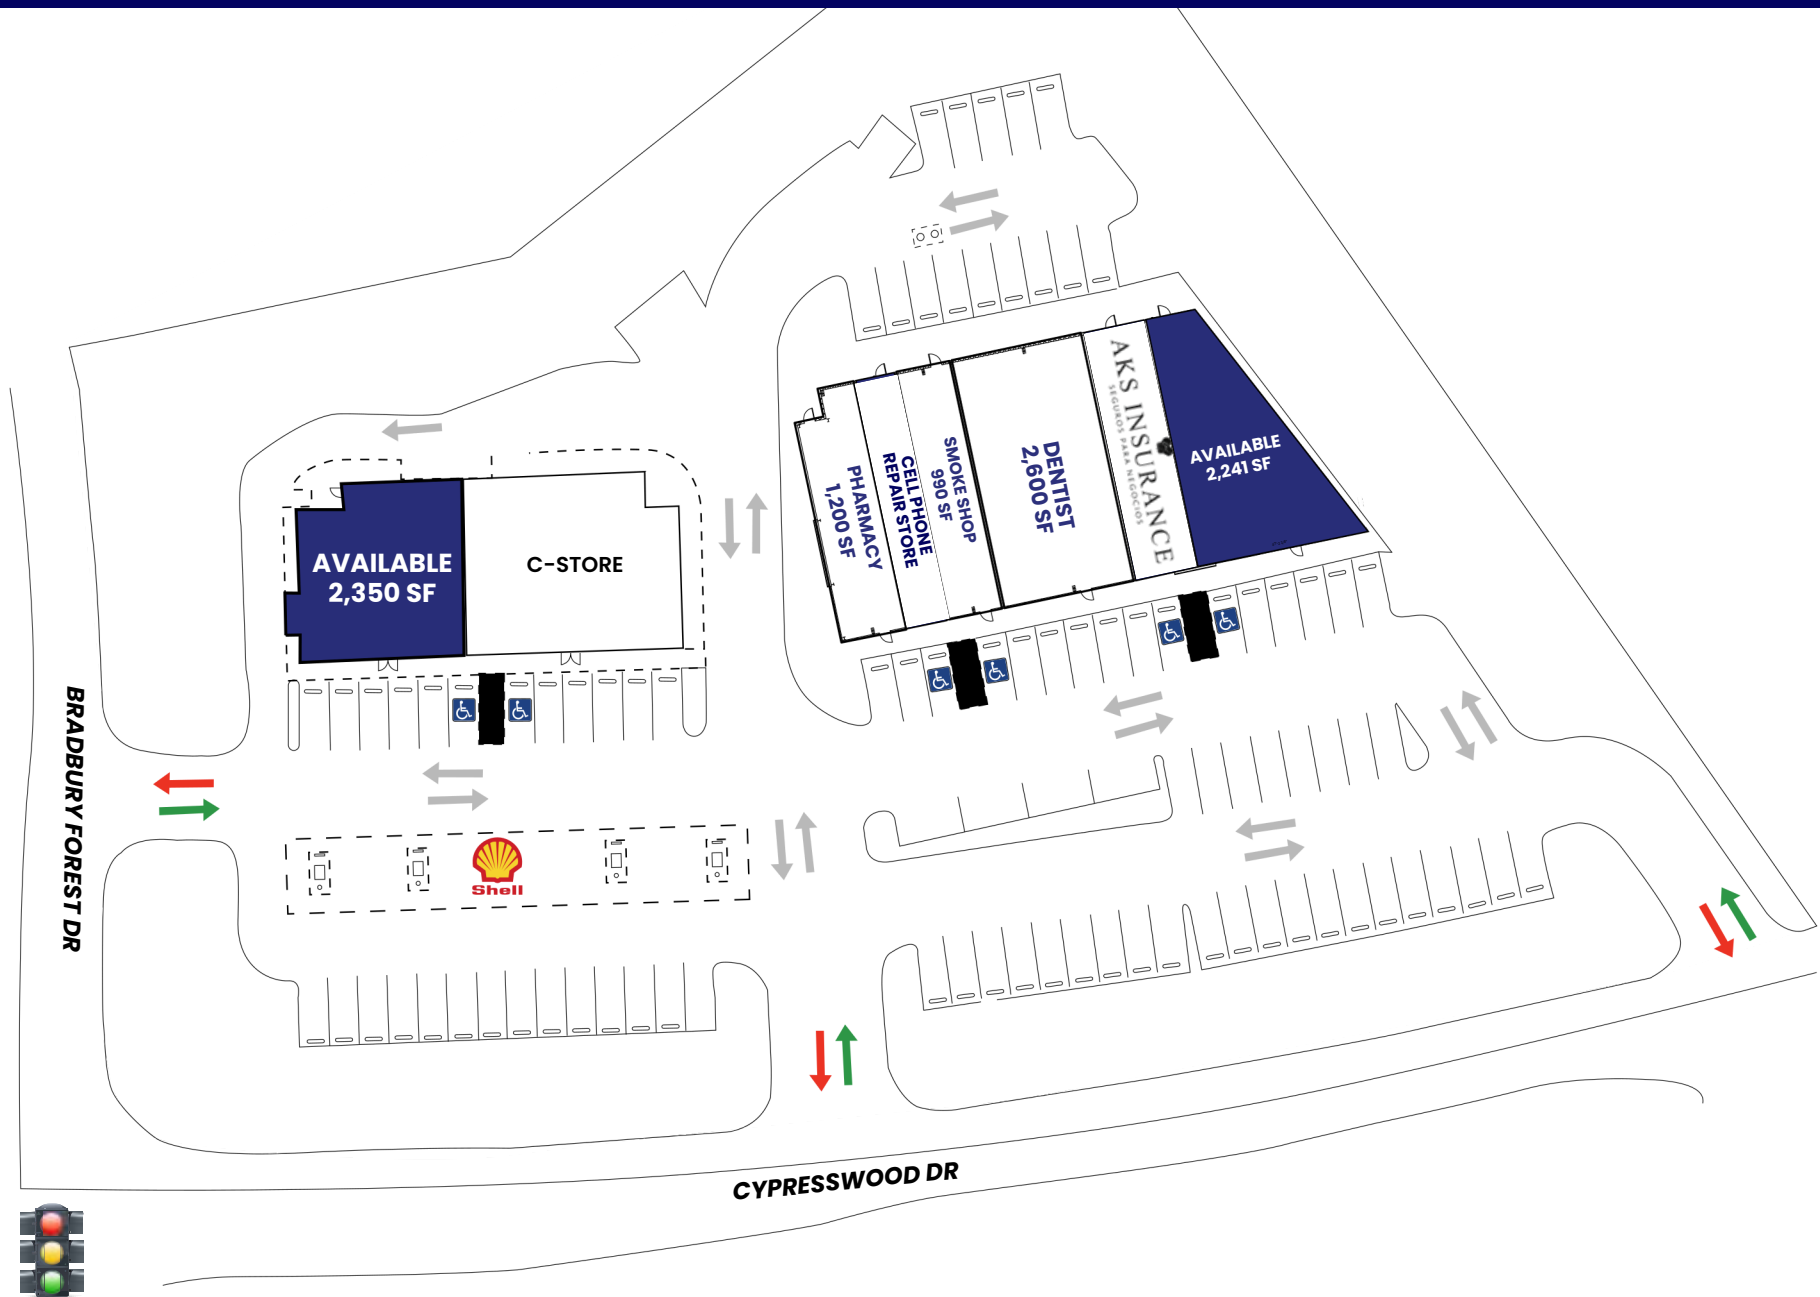 AVAILABLE
2,350 SF
C-STORE
PHARMACY
1,200 SF
CELL PHONE
REPAIR STORE
SMOKE SHOP
990 SF
DENTIST
2,600 SF
AKS INSURANCE
SEGUROS PARA NEGOCIOS
AVAILABLE
2,241 SF
BRADBURY FOREST DR
Shell
CYPRESSWOOD DR